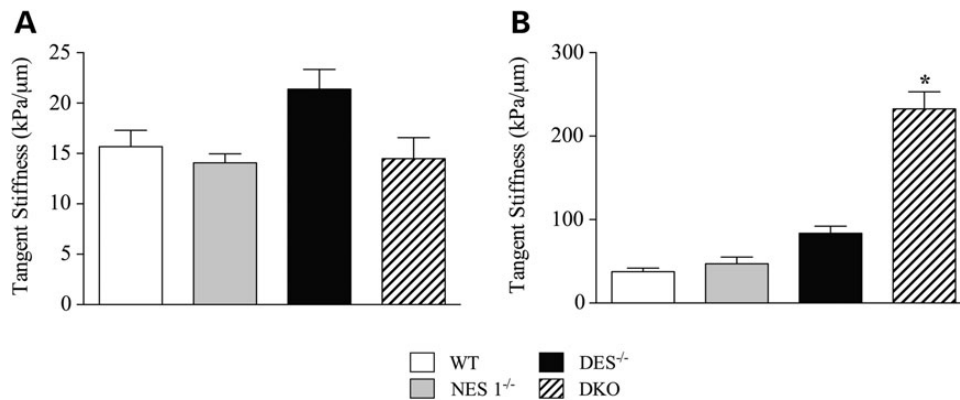 A
Tangent Stiffness (kPa/μm)
25
20
15
10
5
0
B
Tangent Stiffness (kPa/μm)
300
200
100
0
*
WT
NES 1-/-
DES-/-
DKO